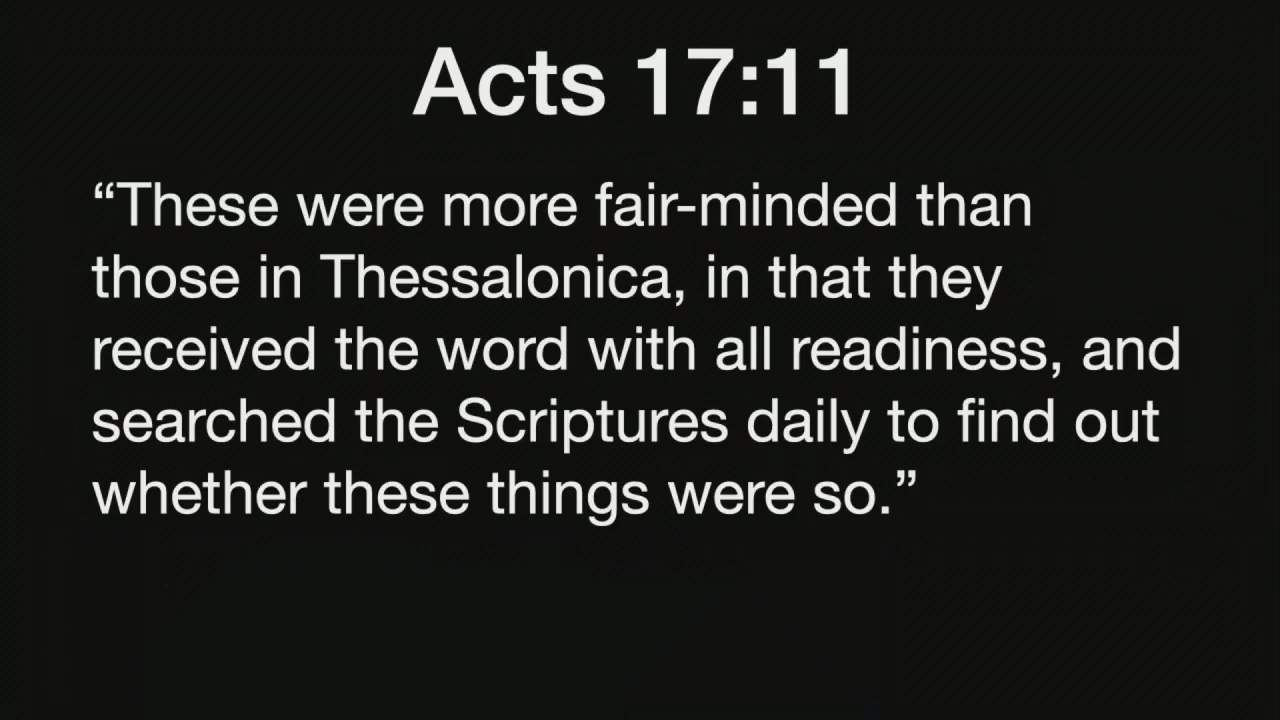 Acts 17:11
“These were more fair-minded than
those in Thessalonica, in that they
received the word with all readiness, and
searched the Scriptures daily to find out
whether these things were so.”